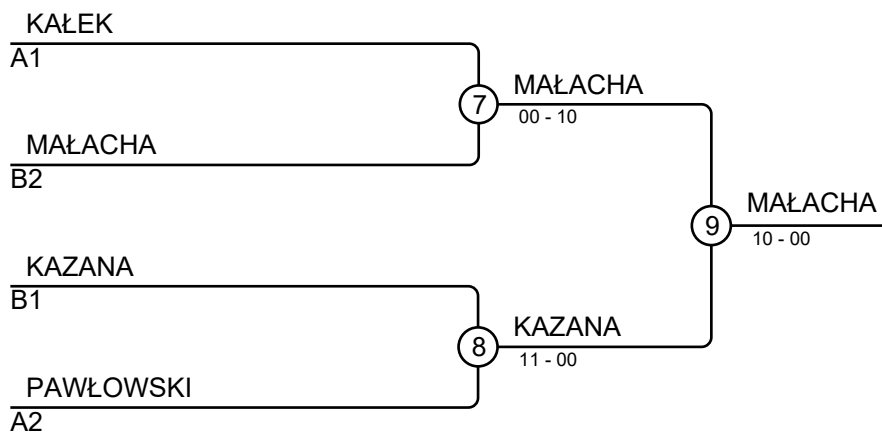 KAŁEK
A1
7
MAŁACHA
00 - 10
MAŁACHA
B2
9
MAŁACHA
10 - 00
KAZANA
B1
8
KAZANA
11 - 00
PAWŁOWSKI
A2